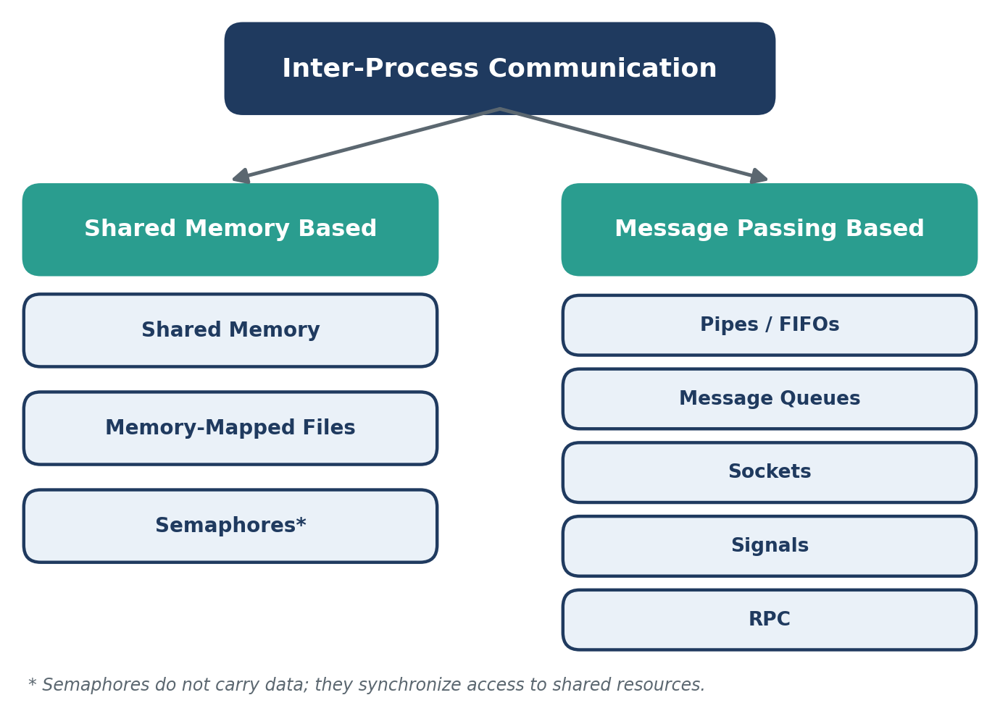 Inter-Process Communication
Shared Memory Based
Shared Memory
Memory-Mapped Files
Semaphores*
Message Passing Based
Pipes / FIFOs
Message Queues
Sockets
Signals
RPC
* Semaphores do not carry data; they synchronize access to shared resources.